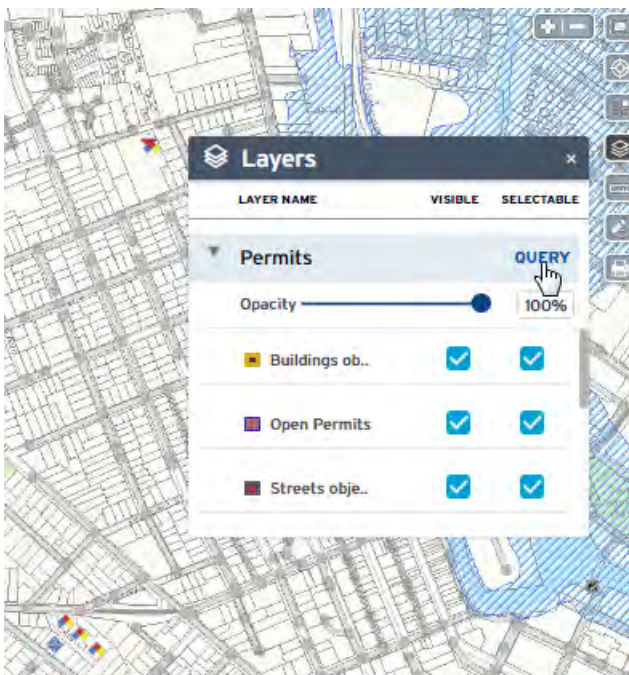 Layers ×
LAYER NAME VISIBLE SELECTABLE
Permits QUERY
Opacity 100%
Buildings ob..
Open Permits
Streets obje..